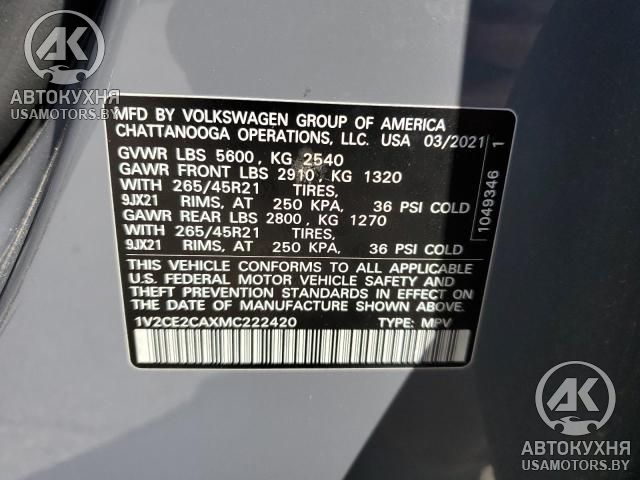 AK
АВТОКУХНЯ
USAMOTORS.BY
MFD BY VOLKSWAGEN GROUP OF AMERICA
CHATTANOOGA OPERATIONS, LLC. USA 03/2021
GVWR LBS 5600, KG 2540
GAWR FRONT LBS 2910, KG 1320
WITH 265/45R21 TIRES,
9JX21 RIMS, AT 250 KPA, 36 PSI COLD
GAWR REAR LBS 2800, KG 1270
WITH 265/45R21 TIRES,
9JX21 RIMS, AT 250 KPA, 36 PSI COLD
THIS VEHICLE CONFORMS TO ALL APPLICABLE
U.S. FEDERAL MOTOR VEHICLE SAFETY AND
THEFT PREVENTION STANDARDS IN EFFECT ON
THE DATE OF MANUFACTURE SHOWN ABOVE.
1V2CE2CAXMC222420 TYPE: MPV
1049346 1
AK
АВТОКУХНЯ
USAMOTORS.BY